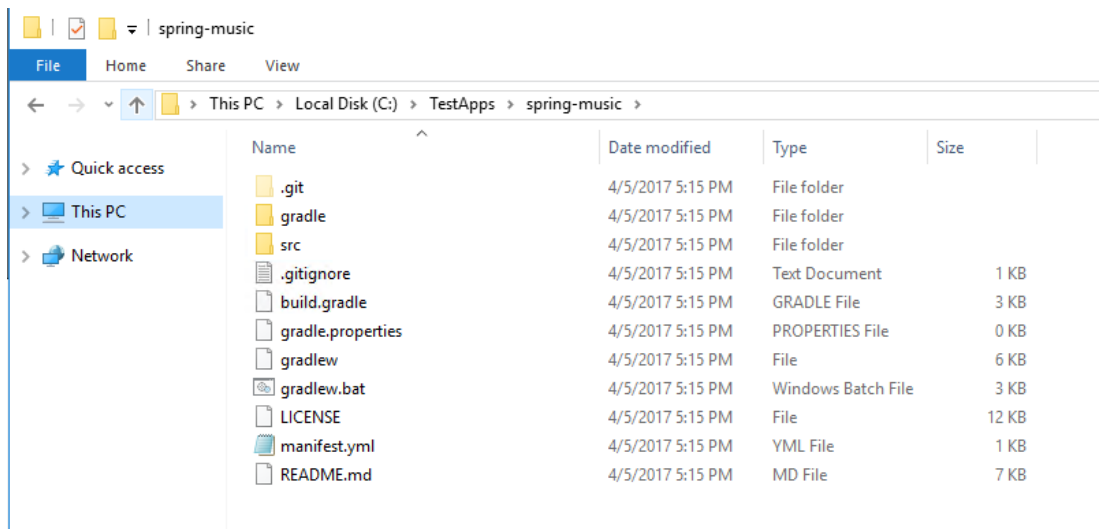 spring-music
File Home Share View
This PC > Local Disk (C:) > TestApps > spring-music >
Quick access
This PC
Network
Name Date modified Type Size
.git 4/5/2017 5:15 PM File folder
gradle 4/5/2017 5:15 PM File folder
src 4/5/2017 5:15 PM File folder
.gitignore 4/5/2017 5:15 PM Text Document 1 KB
build.gradle 4/5/2017 5:15 PM GRADLE File 3 KB
gradle.properties 4/5/2017 5:15 PM PROPERTIES File 0 KB
gradlew 4/5/2017 5:15 PM File 6 KB
gradlew.bat 4/5/2017 5:15 PM Windows Batch File 3 KB
LICENSE 4/5/2017 5:15 PM File 12 KB
manifest.yml 4/5/2017 5:15 PM YML File 1 KB
README.md 4/5/2017 5:15 PM MD File 7 KB